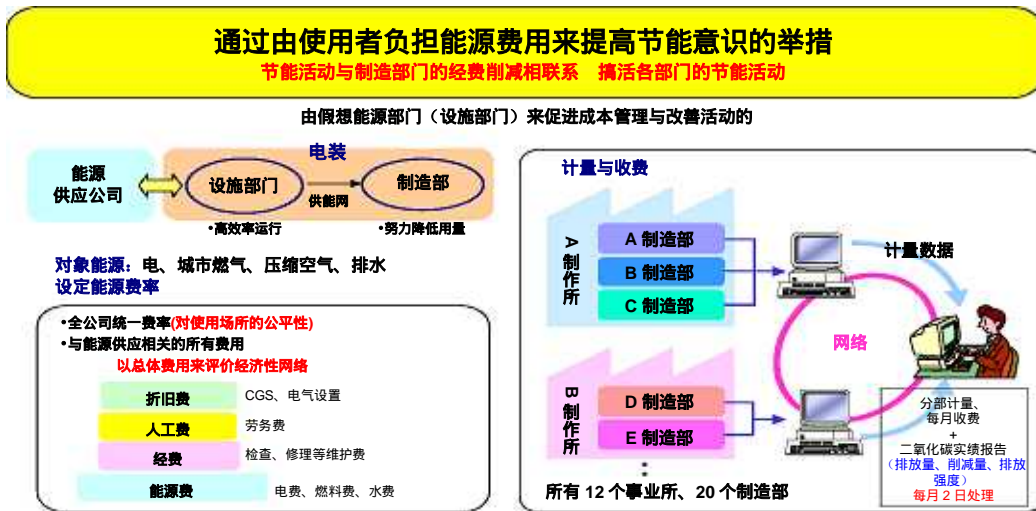 通过由使用者负担能源费用来提高节能意识的举措
节能活动与制造部门的经费削减相联系 搞活各部门的节能活动
由假想能源部门（设施部门）来促进成本管理与改善活动的
电装
能源
供应公司
设施部门
供能网
制造部
•高效率运行
•努力降低用量
对象能源：电、城市燃气、压缩空气、排水
设定能源费率
•全公司统一费率(对使用场所的公平性)
•与能源供应相关的所有费用
以总体费用来评价经济性网络
折旧费 CGS、电气设置
人工费 劳务费
经费 检查、修理等维护费
能源费 电费、燃料费、水费
计量与收费
A 制作所
A 制造部
B 制造部
C 制造部
计量数据
网络
B 制作所
D 制造部
E 制造部
：
所有 12 个事业所、20 个制造部
分部计量、
每月收费
+
二氧化碳实绩报告
（排放量、削减量、排放
强度）
每月 2 日处理